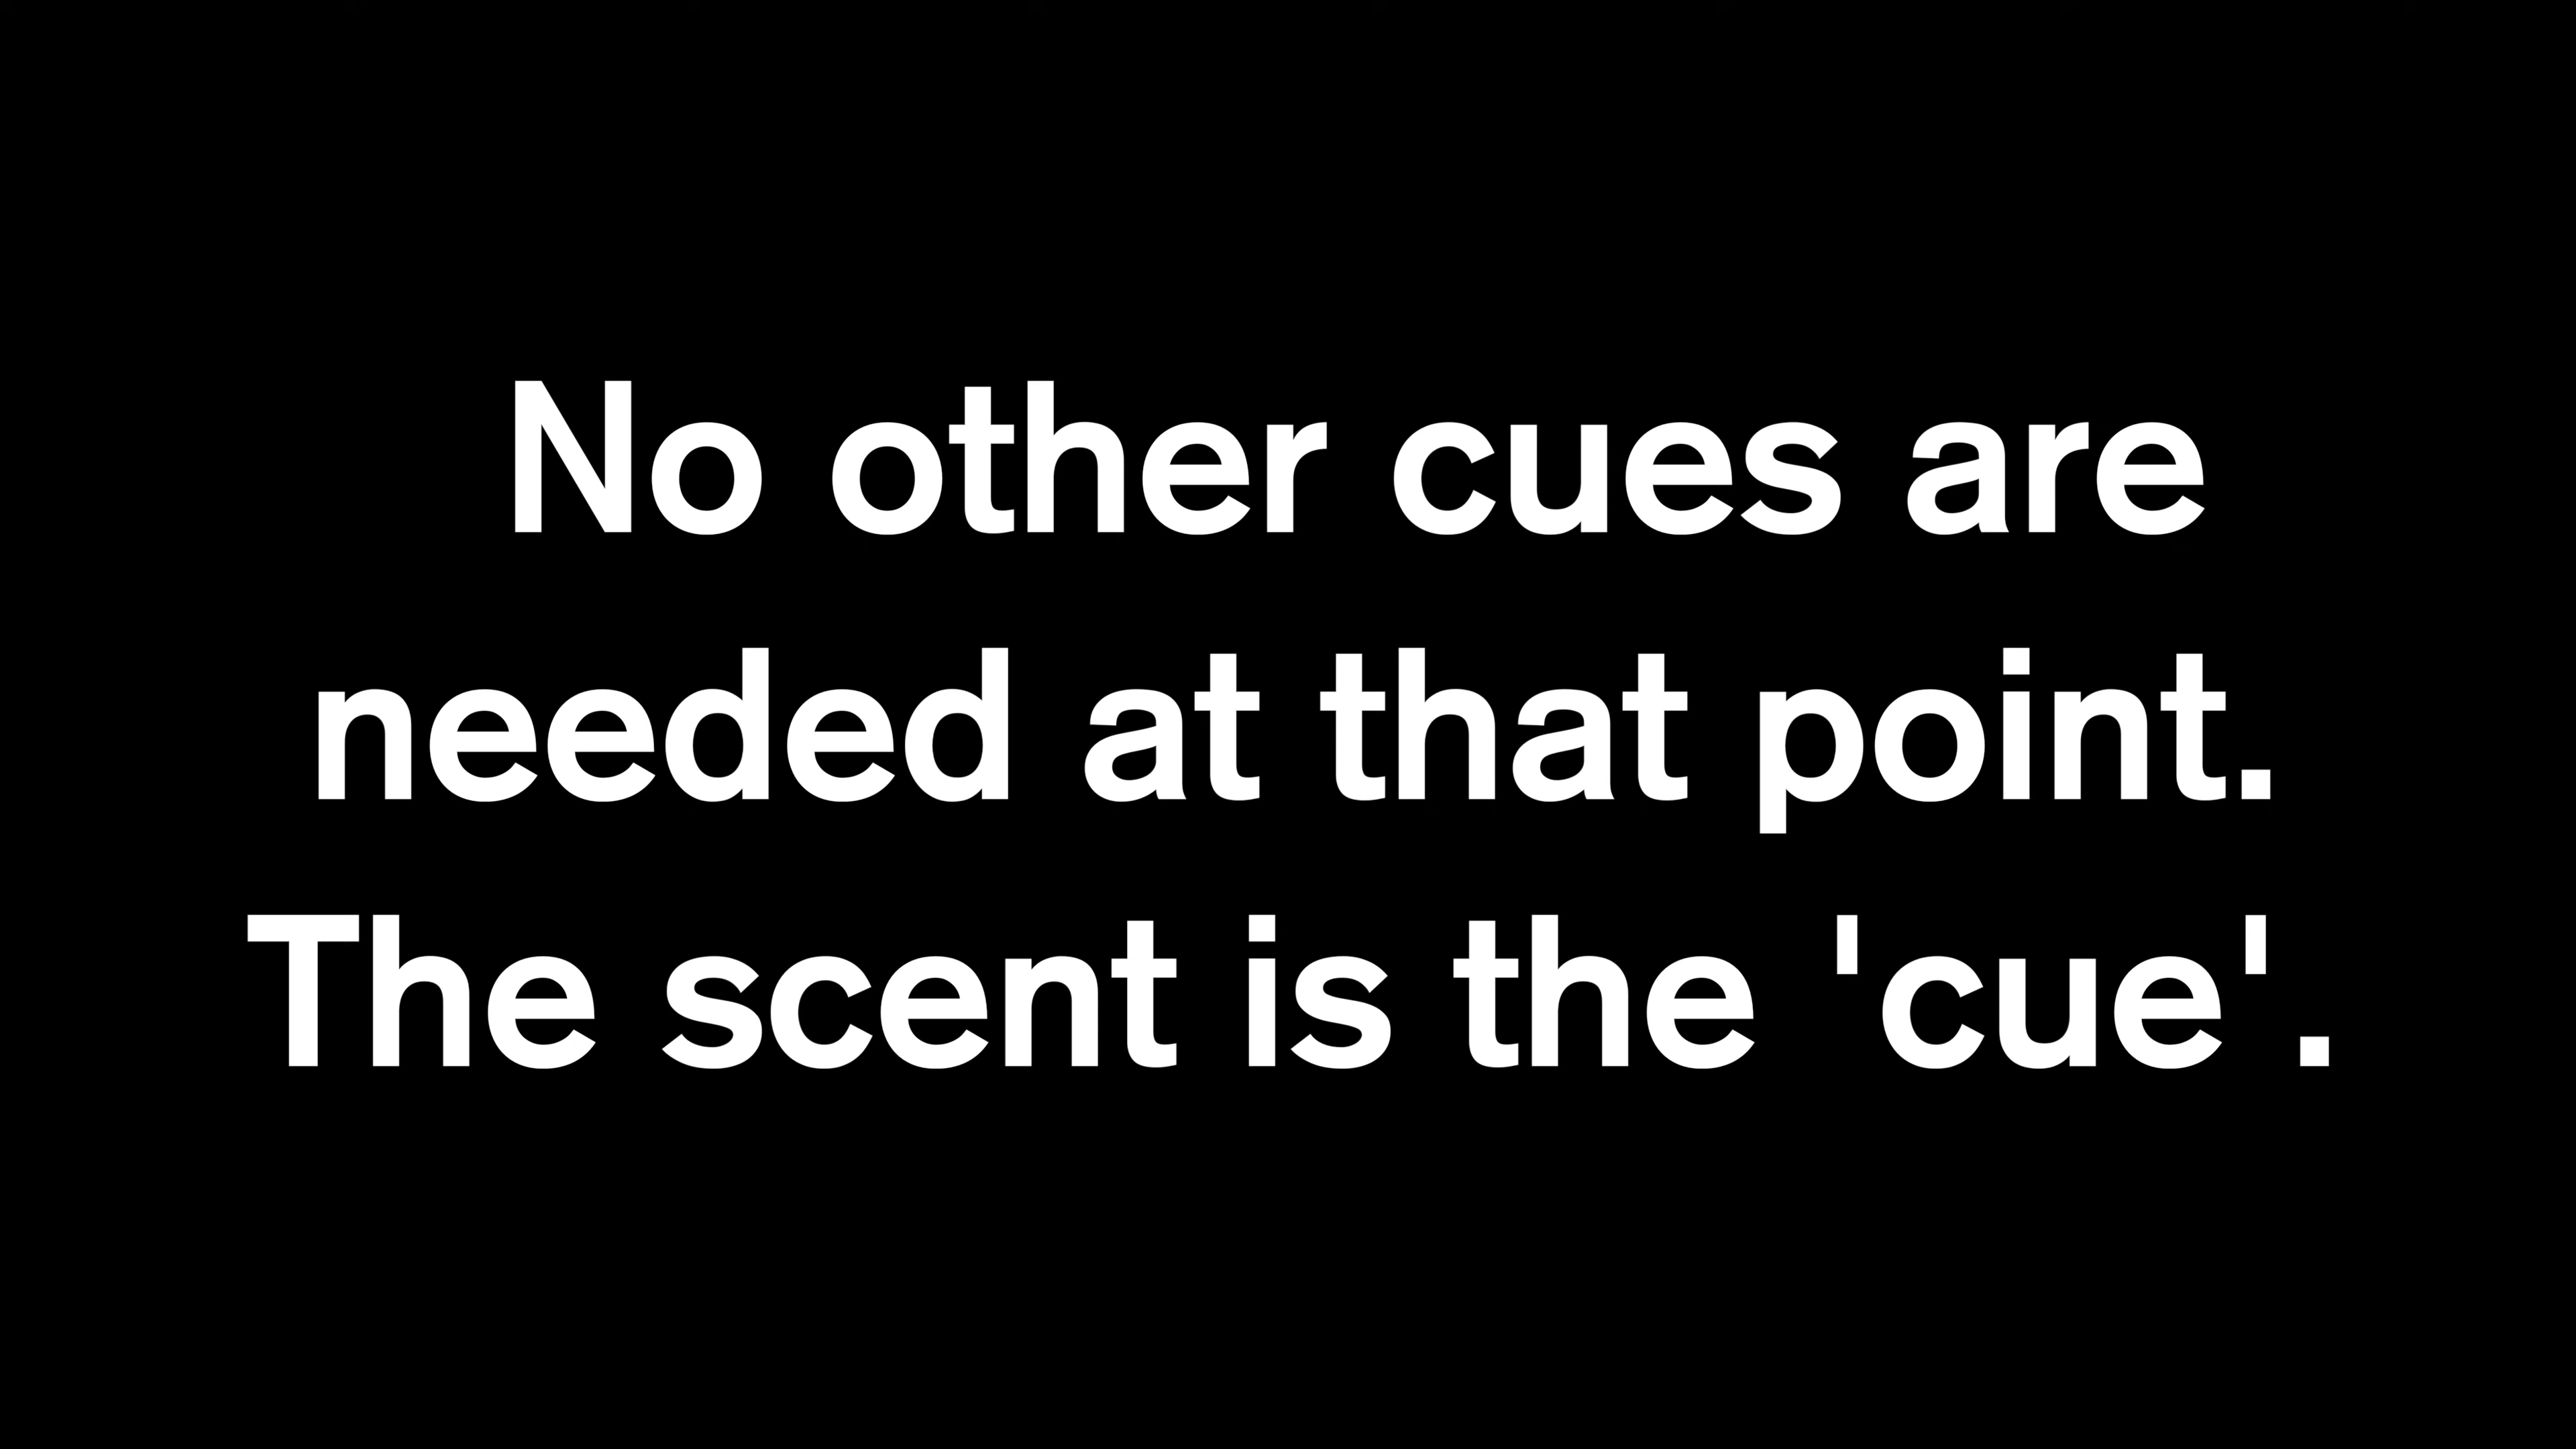 No other cues are
needed at that point.
The scent is the 'cue'.